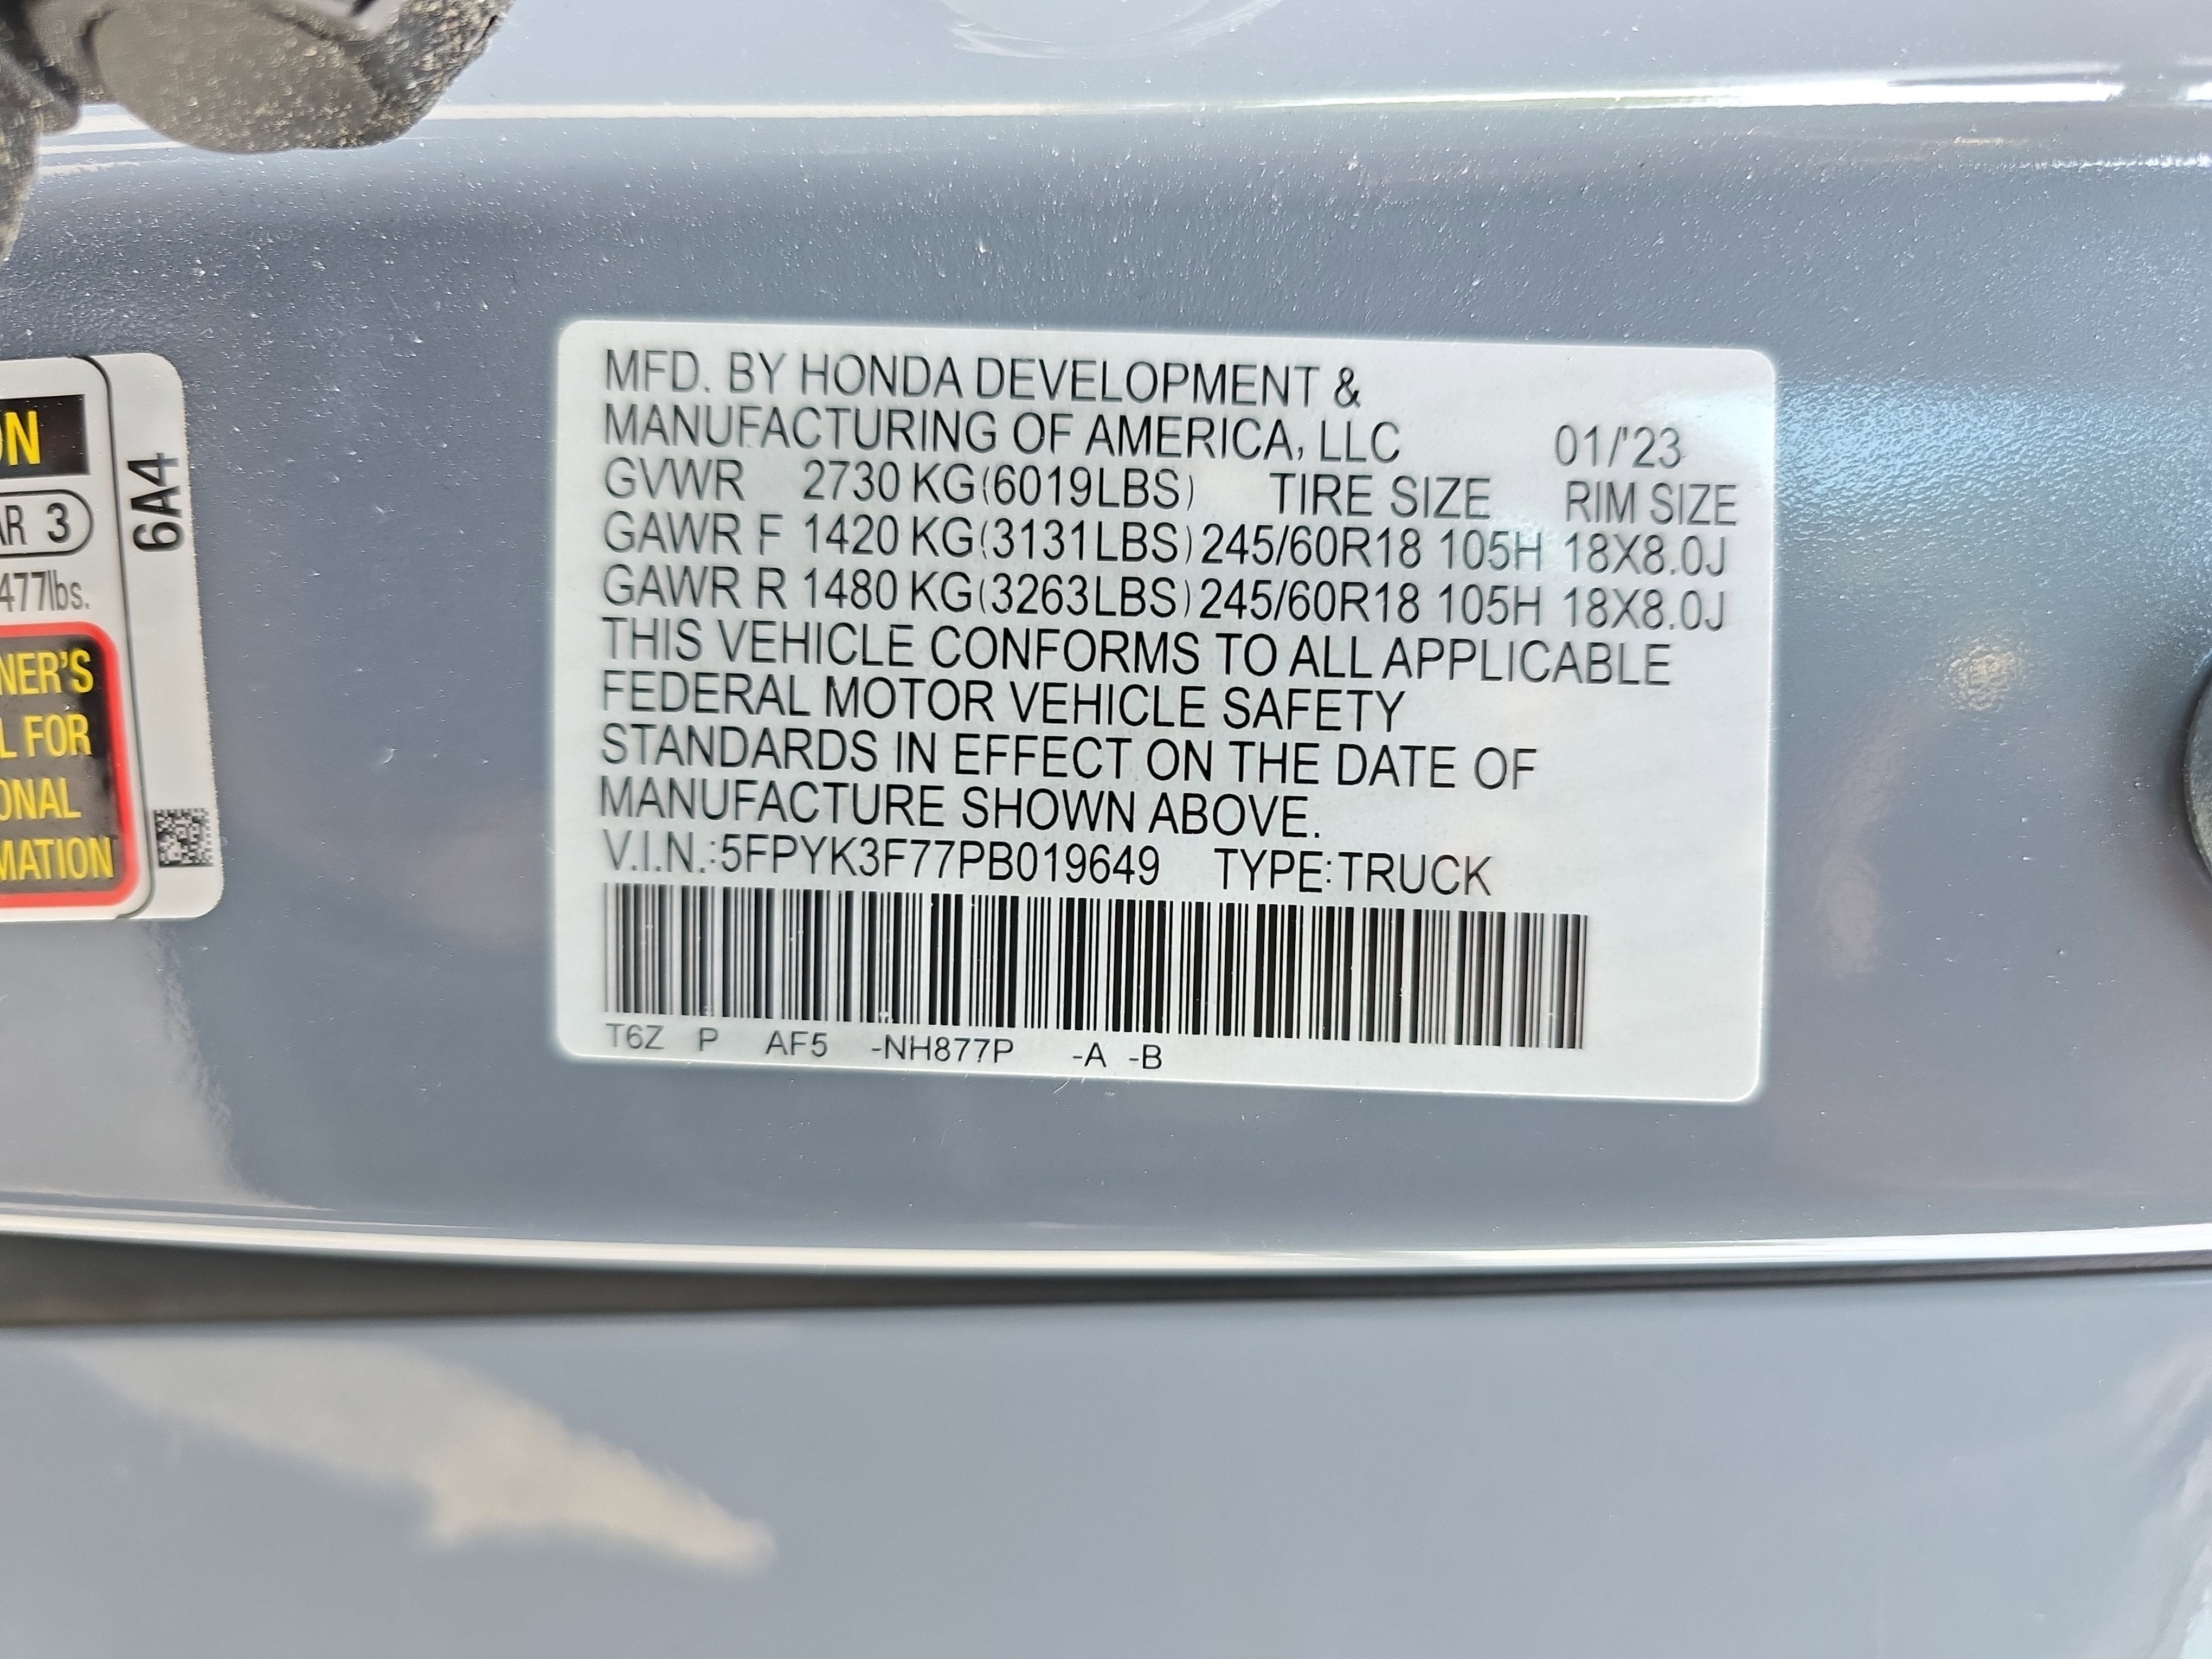 MFD. BY HONDA DEVELOPMENT &
MANUFACTURING OF AMERICA, LLC 01/'23
GVWR 2730 KG(6019LBS) TIRE SIZE RIM SIZE
GAWR F 1420 KG(3131LBS) 245/60R18 105H 18X8.0J
GAWR R 1480 KG(3263LBS) 245/60R18 105H 18X8.0J
THIS VEHICLE CONFORMS TO ALL APPLICABLE
FEDERAL MOTOR VEHICLE SAFETY
STANDARDS IN EFFECT ON THE DATE OF
MANUFACTURE SHOWN ABOVE.
V.I.N.:5FPYK3F77PB019649 TYPE:TRUCK
T6Z P AF5 -NH877P -A -B
ON
AR 3
477lbs.
NER'S
L FOR
ONAL
MATION
6A4